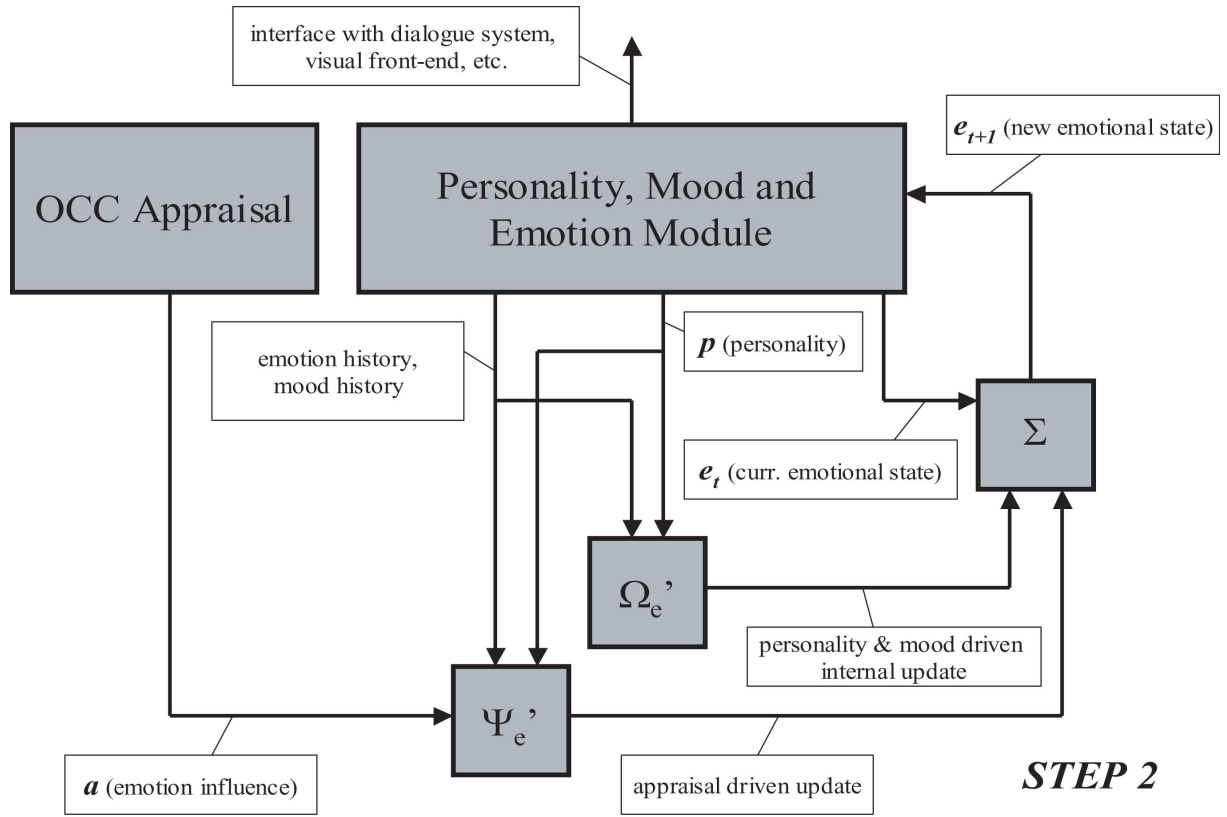 interface with dialogue system,
visual front-end, etc.
e_{t+1} (new emotional state)
OCC Appraisal
Personality, Mood and
Emotion Module
emotion history,
mood history
p (personality)
Σ
e_t (curr. emotional state)
Ω_e’
personality & mood driven
internal update
Ψ_e’
a (emotion influence)
appraisal driven update
STEP 2